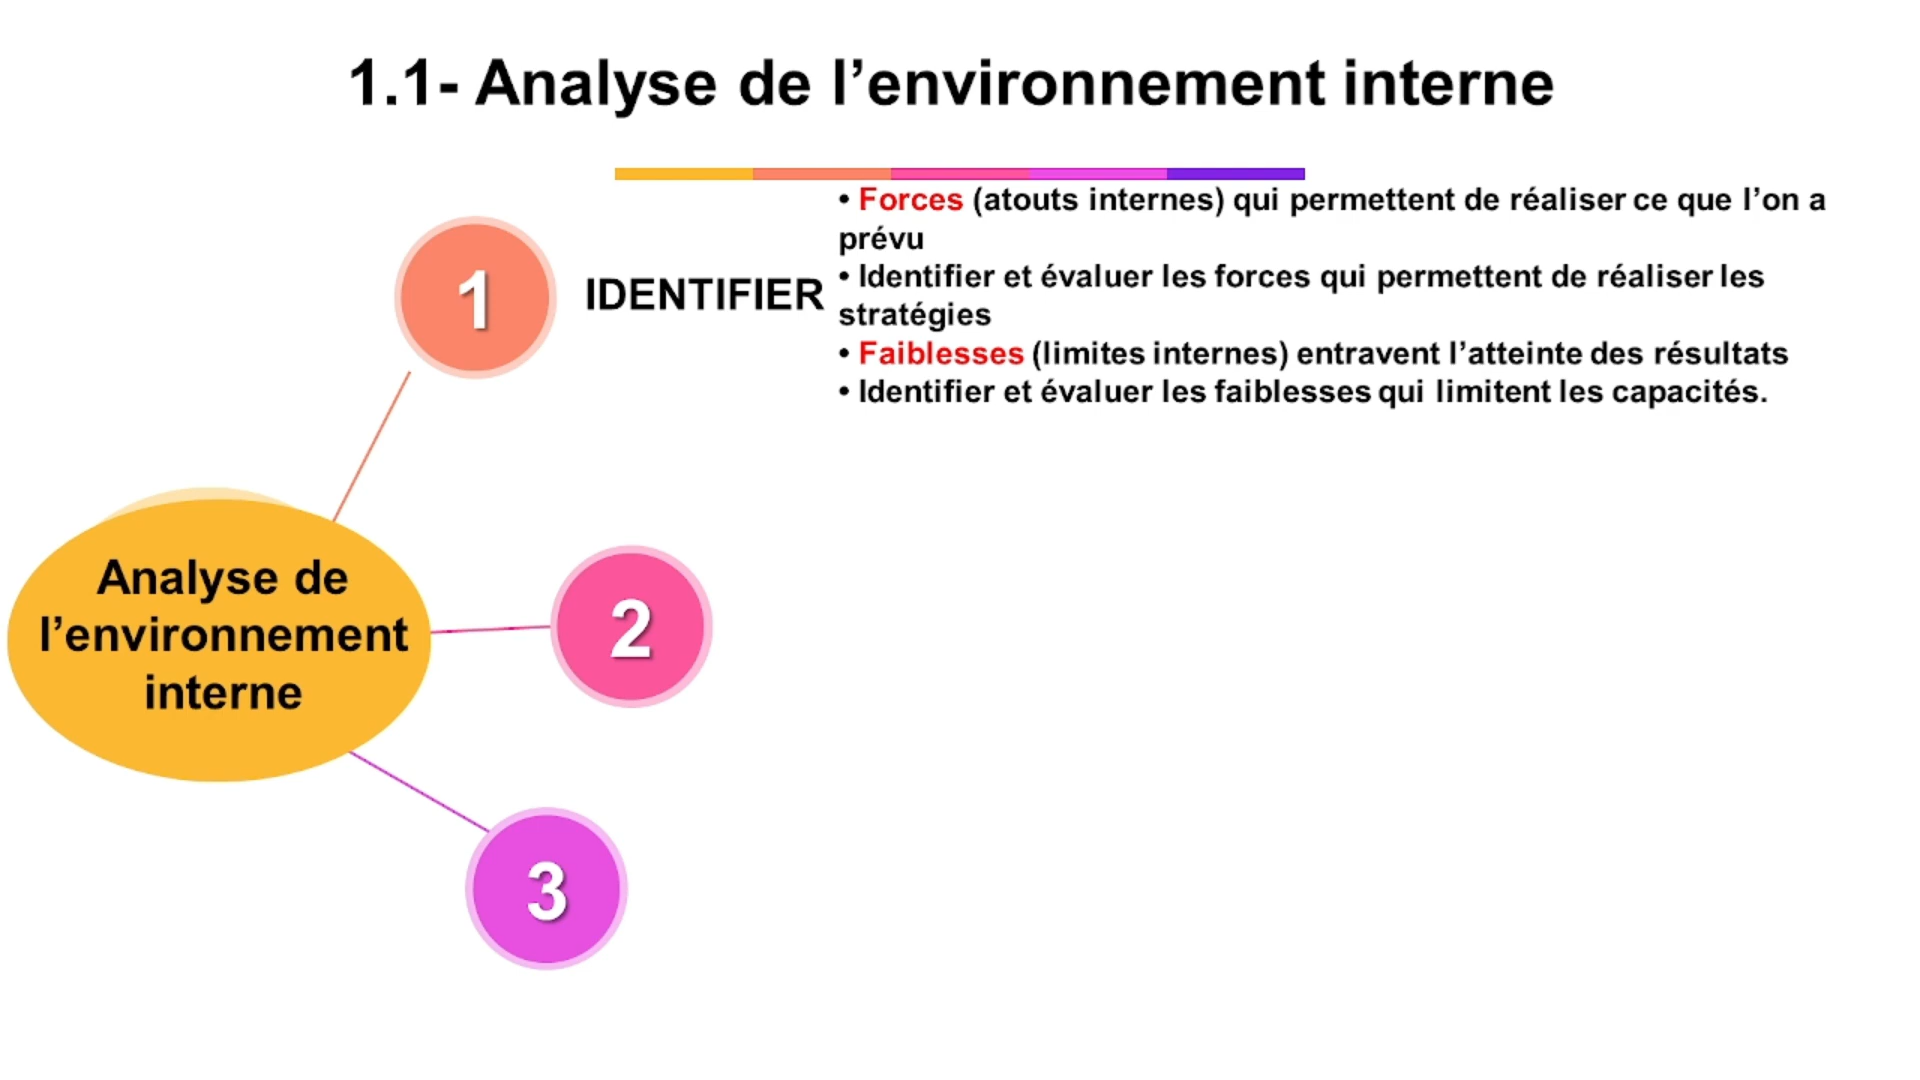 1.1- Analyse de l’environnement interne
1
IDENTIFIER
• Forces (atouts internes) qui permettent de réaliser ce que l’on a
prévu
• Identifier et évaluer les forces qui permettent de réaliser les
stratégies
• Faiblesses (limites internes) entravent l’atteinte des résultats
• Identifier et évaluer les faiblesses qui limitent les capacités.
Analyse de
l’environnement
interne
2
3